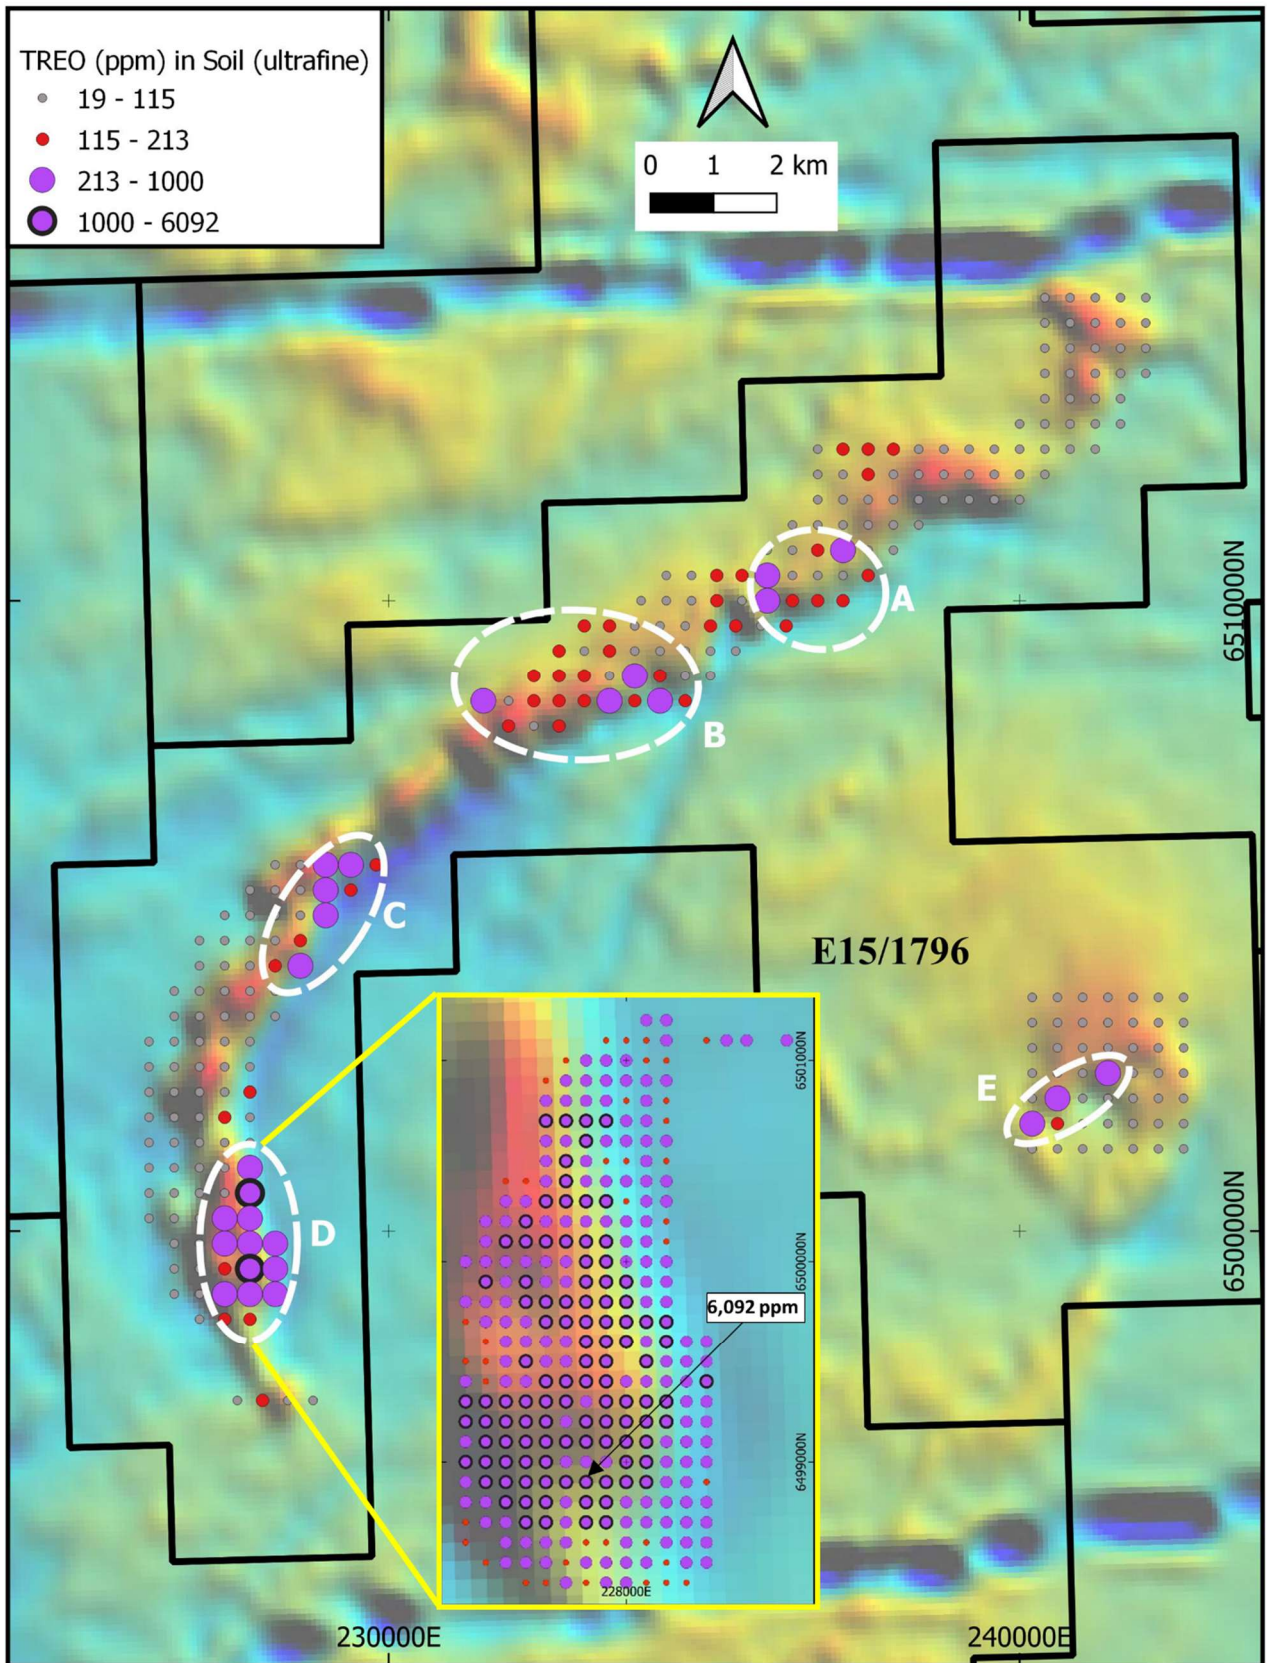 TREO (ppm) in Soil (ultrafine)
19 - 115
115 - 213
213 - 1000
1000 - 6092
0 1 2 km
A
6510000N
B
C
E15/1796
E
D
6501000N
6500000N
6500000N
6,092 ppm
6499000N
228000E
230000E
240000E